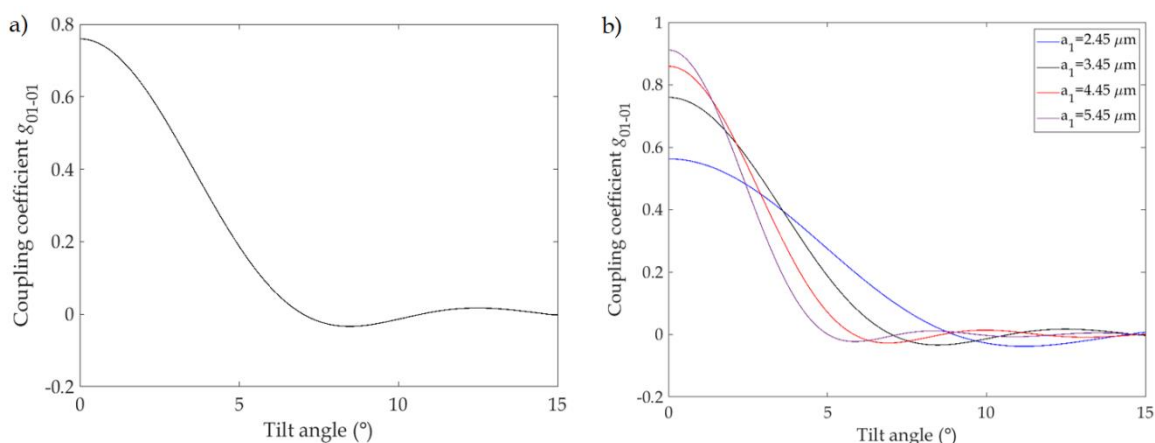 a)
Coupling coefficient g01-01
0.8
0.6
0.4
0.2
0
-0.2
0
5
10
15
Tilt angle (°)
b)
Coupling coefficient g01-01
1
0.8
0.6
0.4
0.2
0
-0.2
0
5
10
15
Tilt angle (°)
a1=2.45 μm
a1=3.45 μm
a1=4.45 μm
a1=5.45 μm